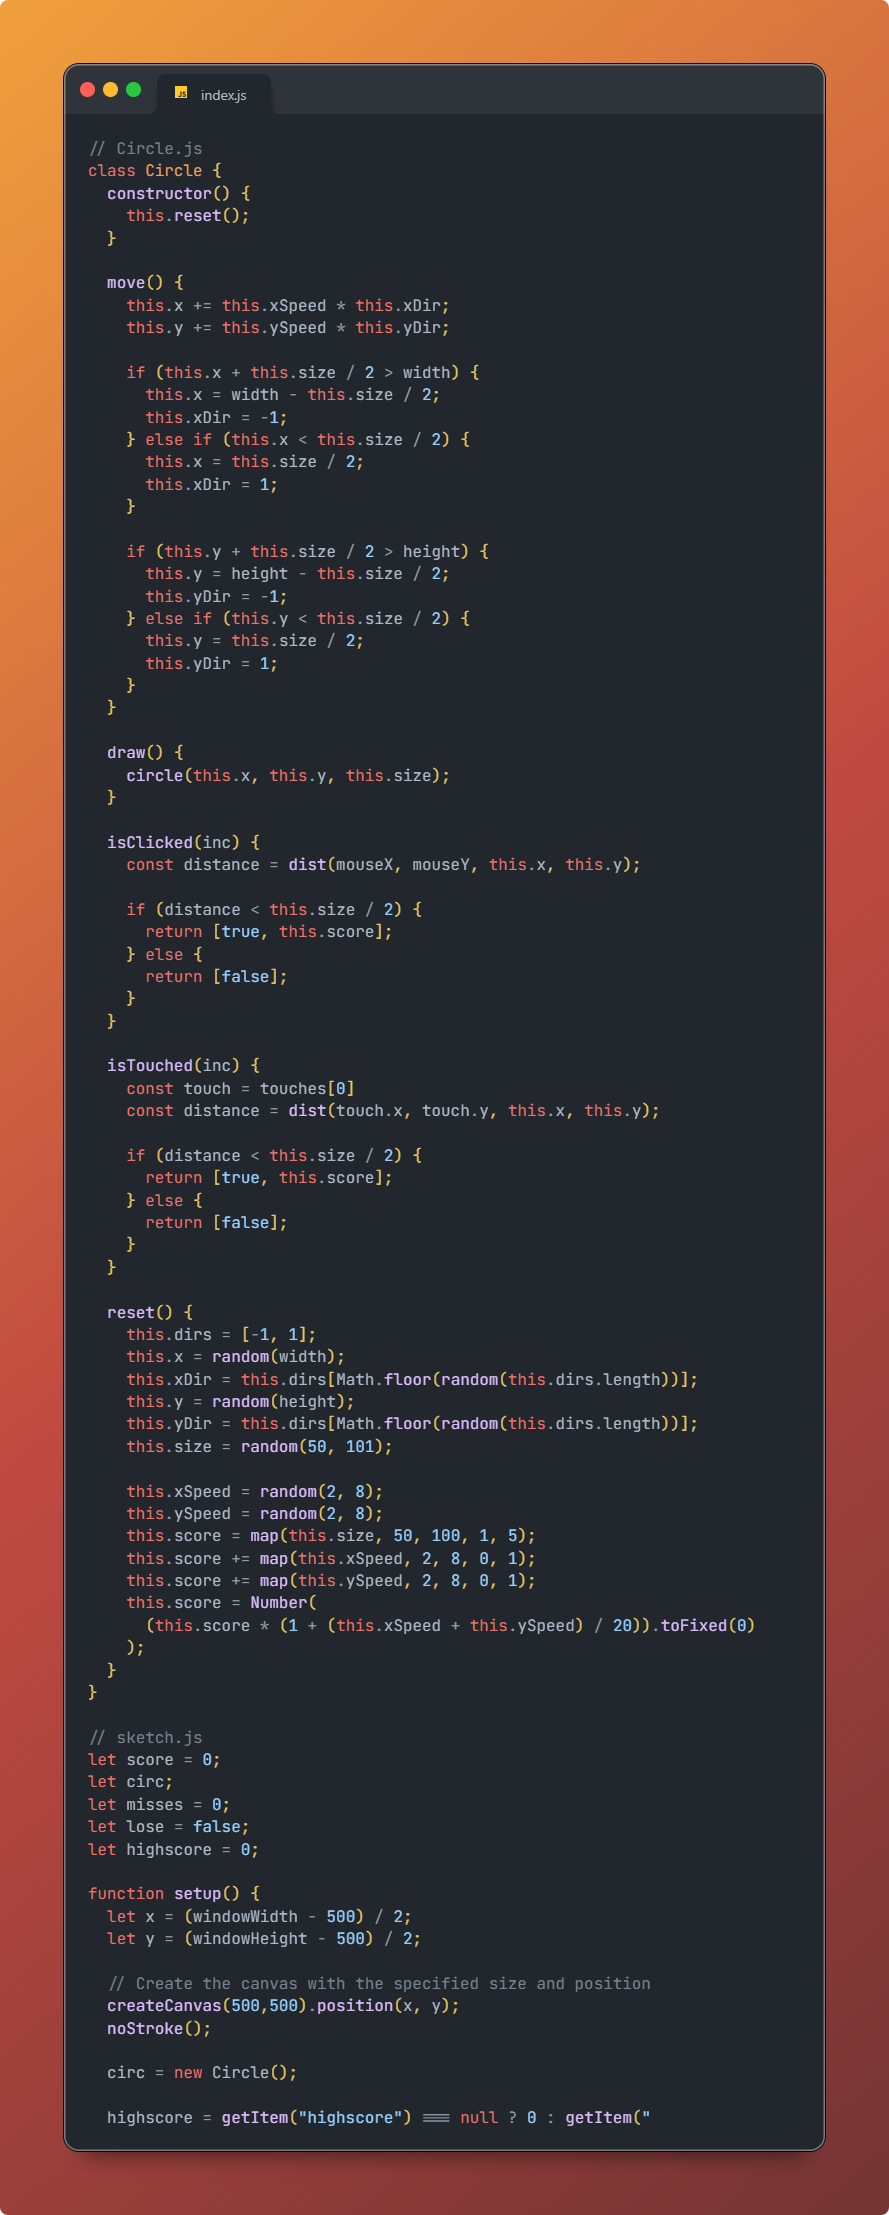 JS index.js
// Circle.js
class Circle {
  constructor() {
    this.reset();
  }

  move() {
    this.x += this.xSpeed * this.xDir;
    this.y += this.ySpeed * this.yDir;

    if (this.x + this.size / 2 > width) {
      this.x = width - this.size / 2;
      this.xDir = -1;
    } else if (this.x < this.size / 2) {
      this.x = this.size / 2;
      this.xDir = 1;
    }

    if (this.y + this.size / 2 > height) {
      this.y = height - this.size / 2;
      this.yDir = -1;
    } else if (this.y < this.size / 2) {
      this.y = this.size / 2;
      this.yDir = 1;
    }
  }

  draw() {
    circle(this.x, this.y, this.size);
  }

  isClicked(inc) {
    const distance = dist(mouseX, mouseY, this.x, this.y);

    if (distance < this.size / 2) {
      return [true, this.score];
    } else {
      return [false];
    }
  }

  isTouched(inc) {
    const touch = touches[0]
    const distance = dist(touch.x, touch.y, this.x, this.y);

    if (distance < this.size / 2) {
      return [true, this.score];
    } else {
      return [false];
    }
  }

  reset() {
    this.dirs = [-1, 1];
    this.x = random(width);
    this.xDir = this.dirs[Math.floor(random(this.dirs.length))];
    this.y = random(height);
    this.yDir = this.dirs[Math.floor(random(this.dirs.length))];
    this.size = random(50, 101);

    this.xSpeed = random(2, 8);
    this.ySpeed = random(2, 8);
    this.score = map(this.size, 50, 100, 1, 5);
    this.score += map(this.xSpeed, 2, 8, 0, 1);
    this.score += map(this.ySpeed, 2, 8, 0, 1);
    this.score = Number(
      (this.score * (1 + (this.xSpeed + this.ySpeed) / 20)).toFixed(0)
    );
  }
}

// sketch.js
let score = 0;
let circ;
let misses = 0;
let lose = false;
let highscore = 0;

function setup() {
  let x = (windowWidth - 500) / 2;
  let y = (windowHeight - 500) / 2;

  // Create the canvas with the specified size and position
  createCanvas(500,500).position(x, y);
  noStroke();

  circ = new Circle();

  highscore = getItem("highscore") === null ? 0 : getItem("